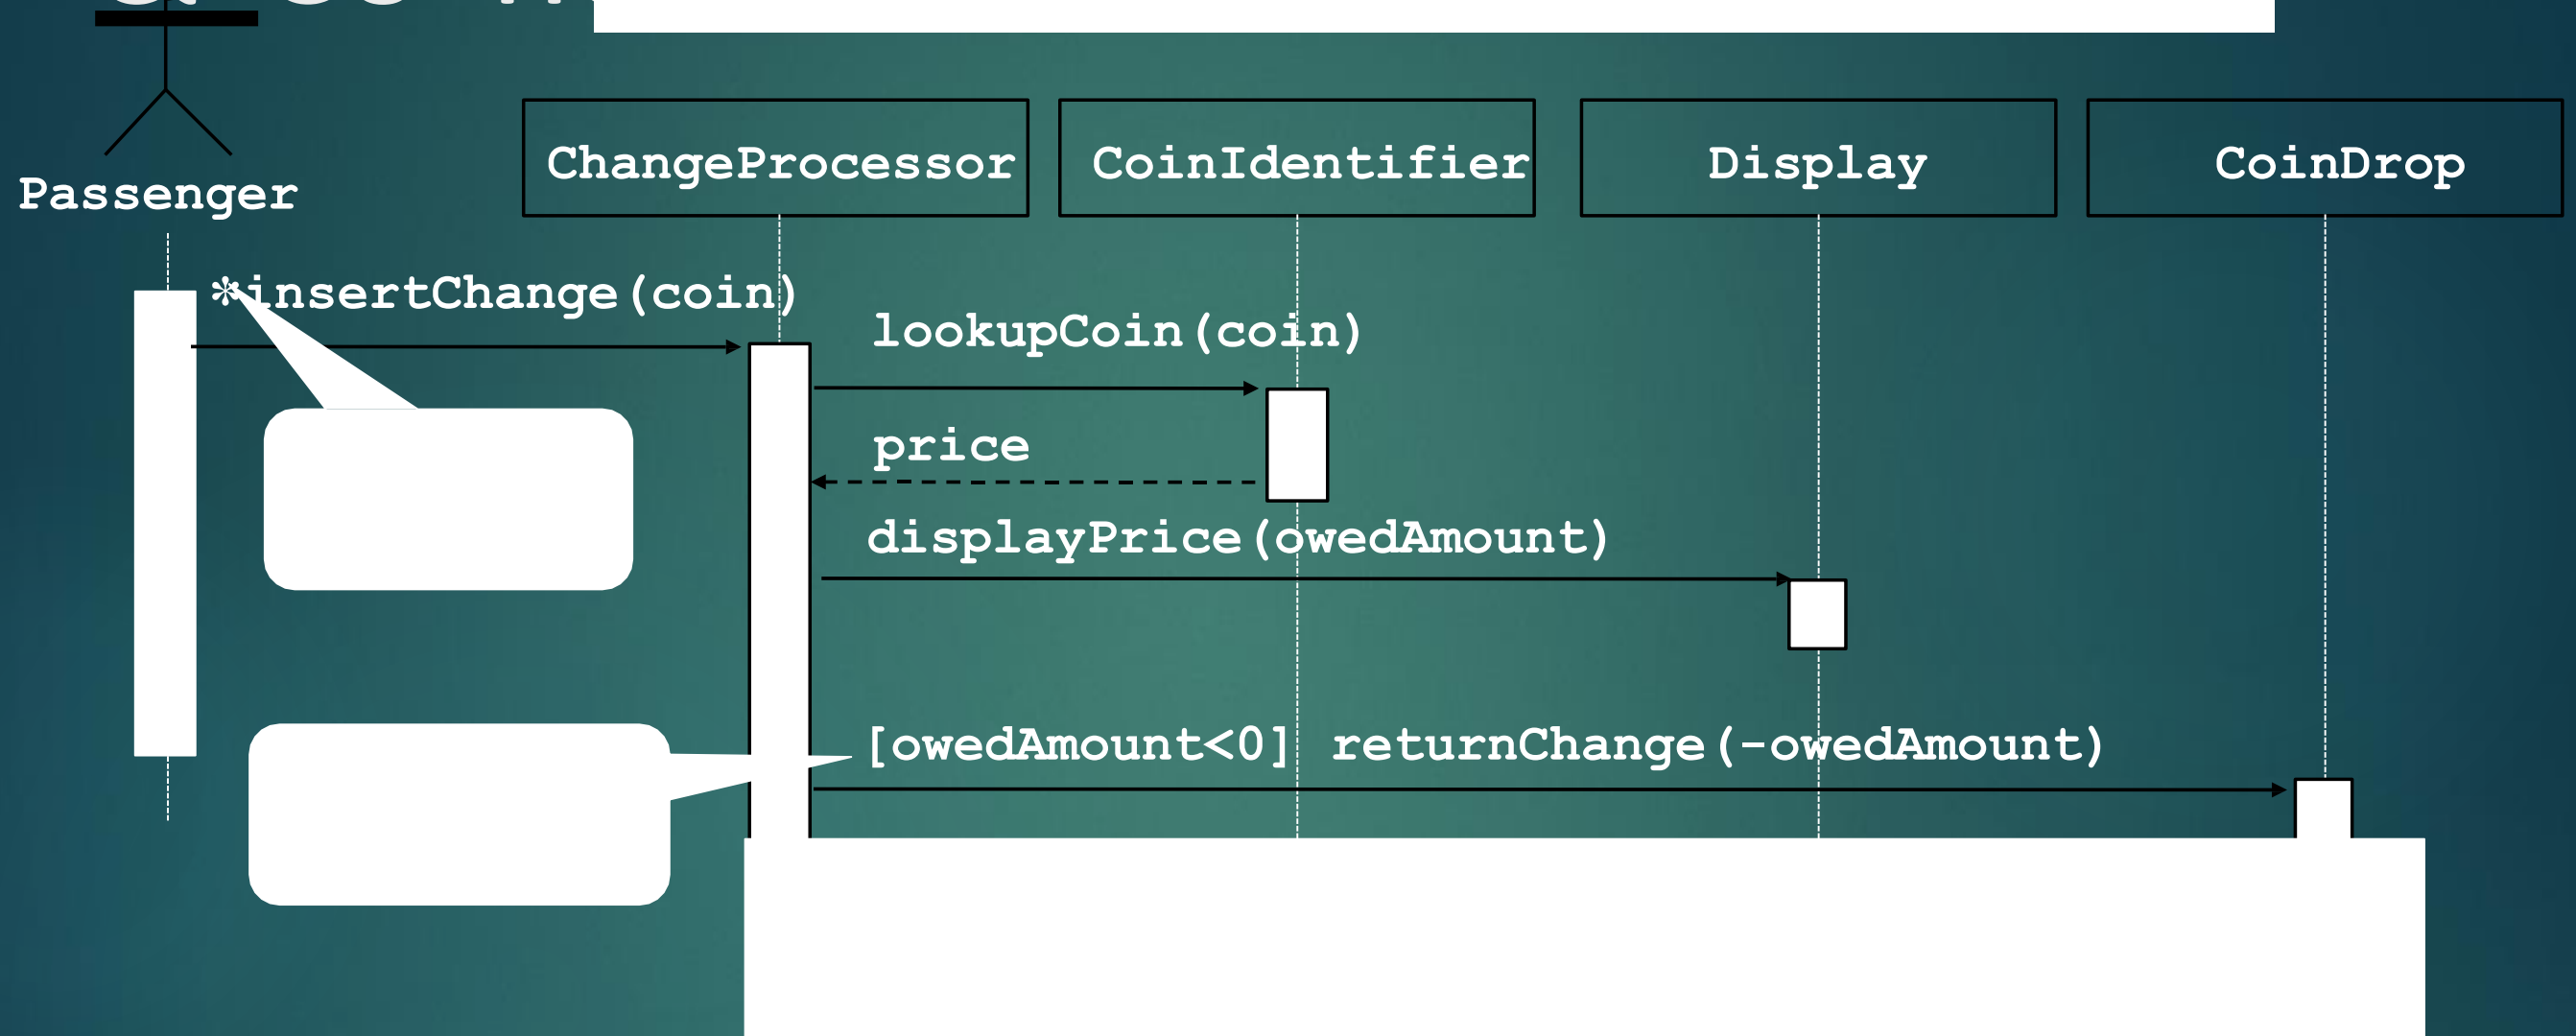 Passenger
ChangeProcessor
CoinIdentifier
Display
CoinDrop
*insertChange(coin)
lookupCoin(coin)
price
displayPrice(owedAmount)
[owedAmount<0] returnChange(-owedAmount)